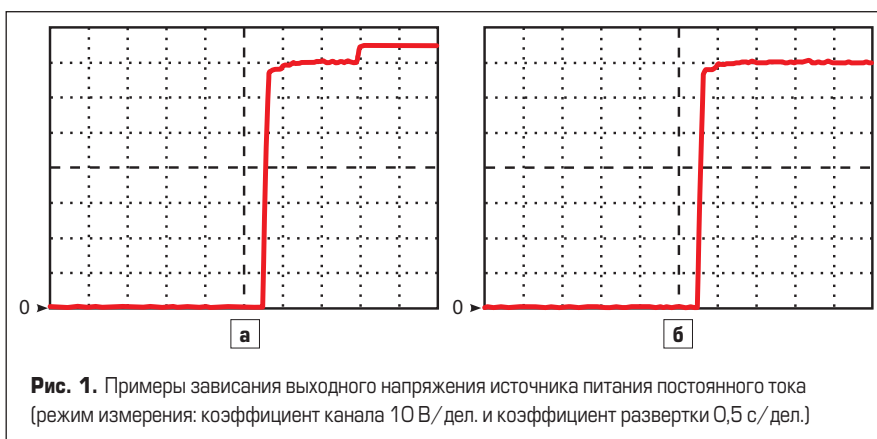 0
а
0
б
Рис. 1. Примеры зависания выходного напряжения источника питания постоянного тока
(режим измерения: коэффициент канала 10 В/дел. и коэффициент развертки 0,5 с/дел.)